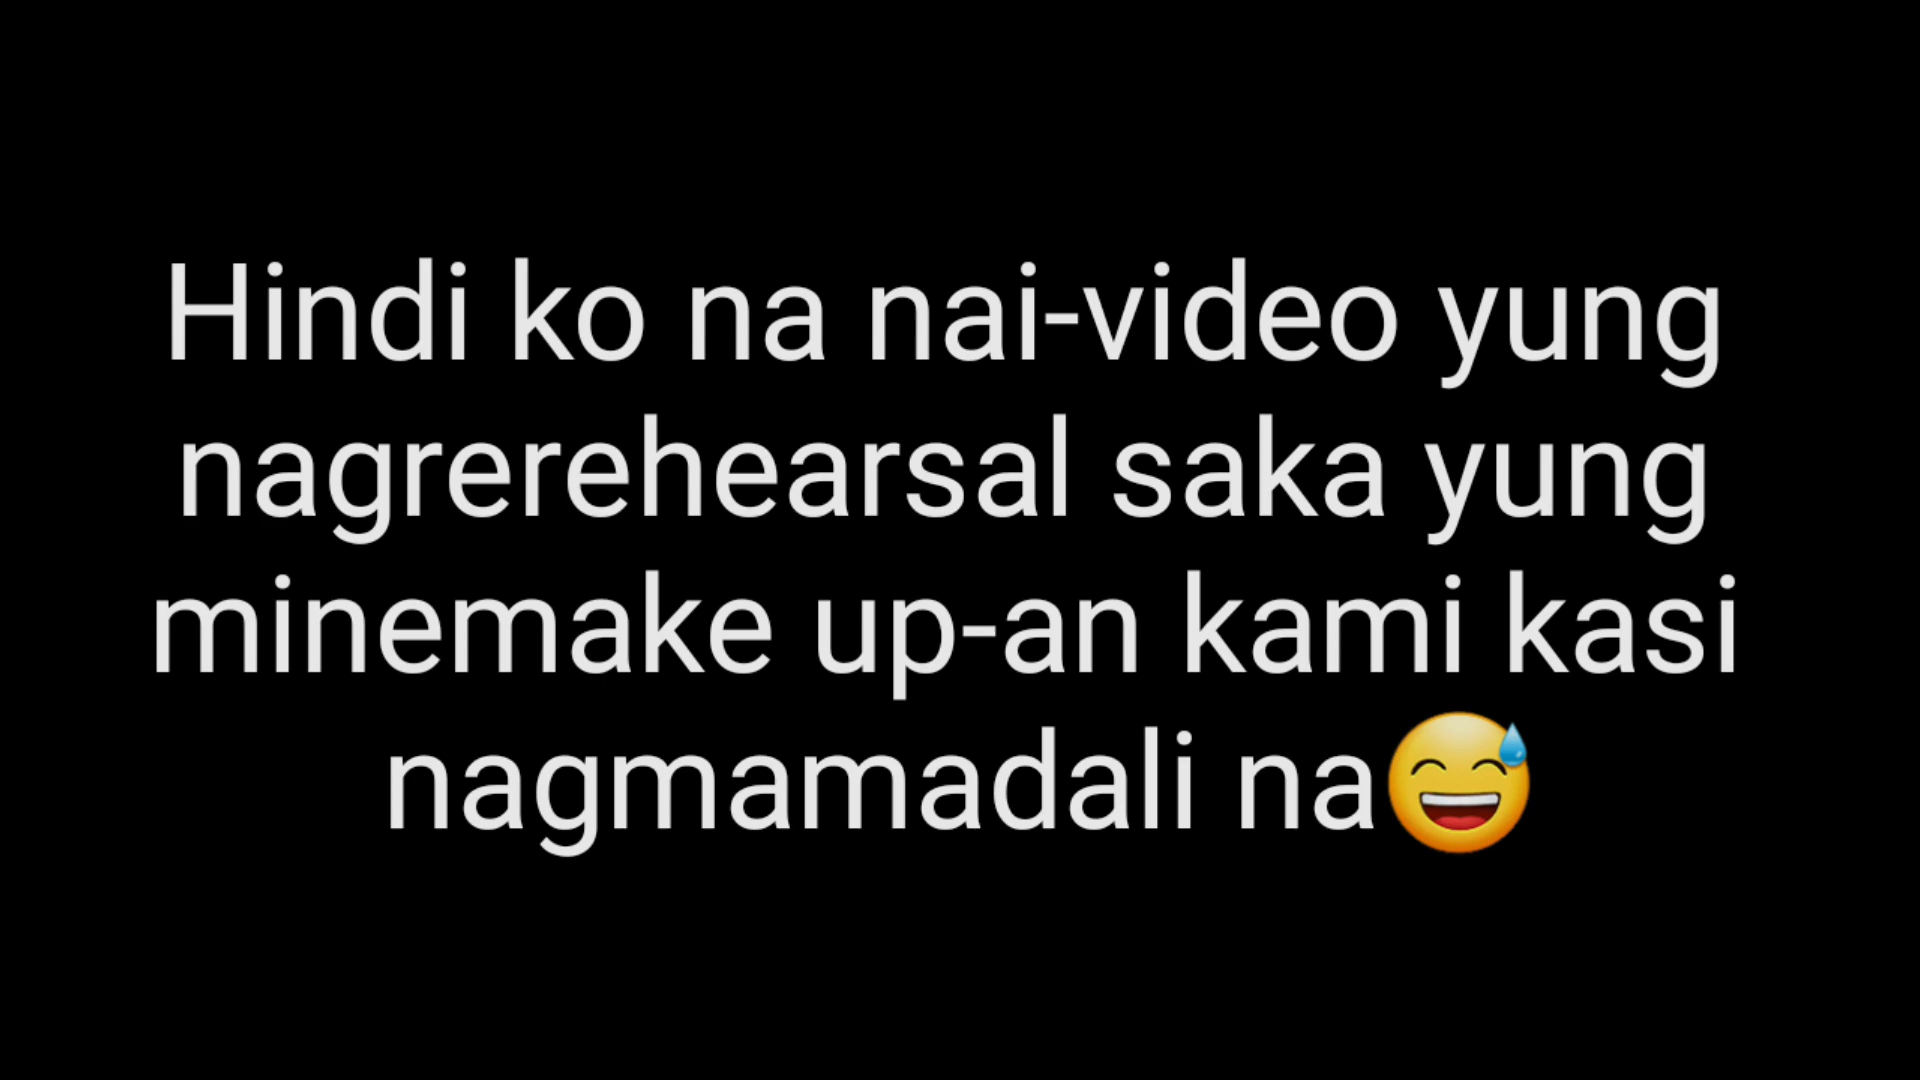 Hindi ko na nai-video yung
nagrerehearsal saka yung
minemake up-an kami kasi
nagmamadali na😅